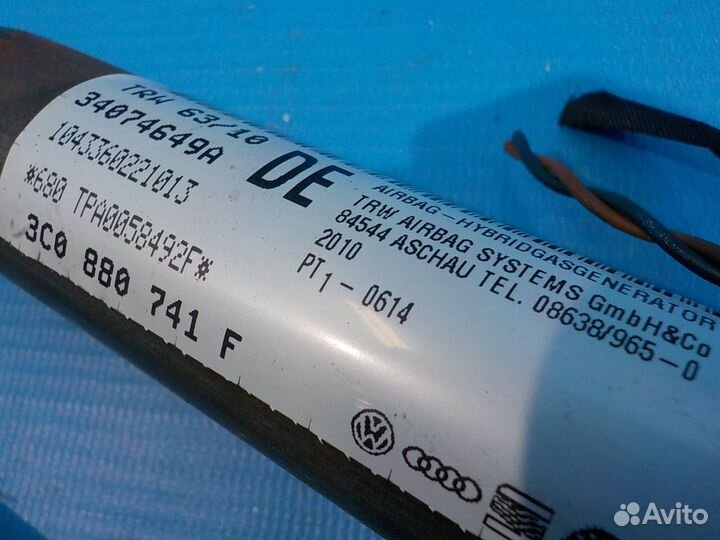 TRW 63/10
34074649A
1043360221013
*680 TPA0058492F*
3C0 880 741 F
DE
AIRBAG-HYBRIDGASGENERATOR
TRW AIRBAG SYSTEMS GmbH&Co
84544 ASCHAU TEL. 08638/965-0
2010
PT1-0614
Avito